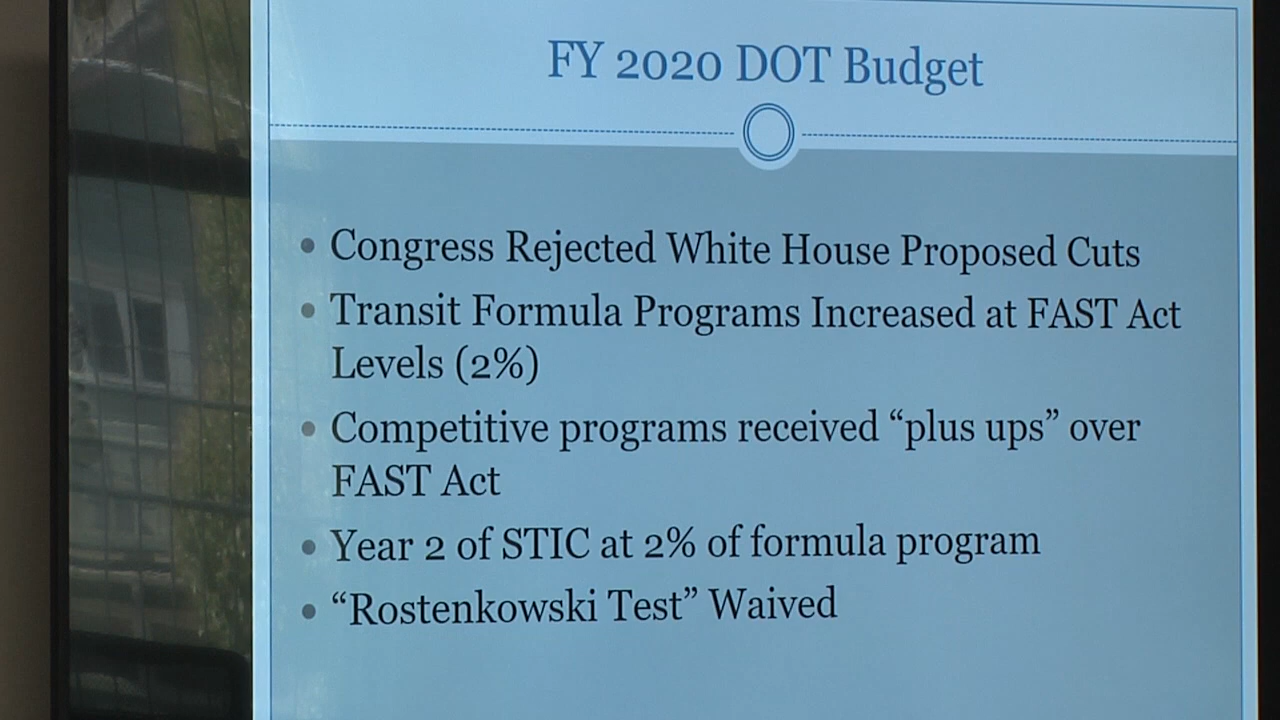 FY 2020 DOT Budget
• Congress Rejected White House Proposed Cuts
• Transit Formula Programs Increased at FAST Act
Levels (2%)
• Competitive programs received “plus ups” over
FAST Act
• Year 2 of STIC at 2% of formula program
• “Rostenkowski Test” Waived